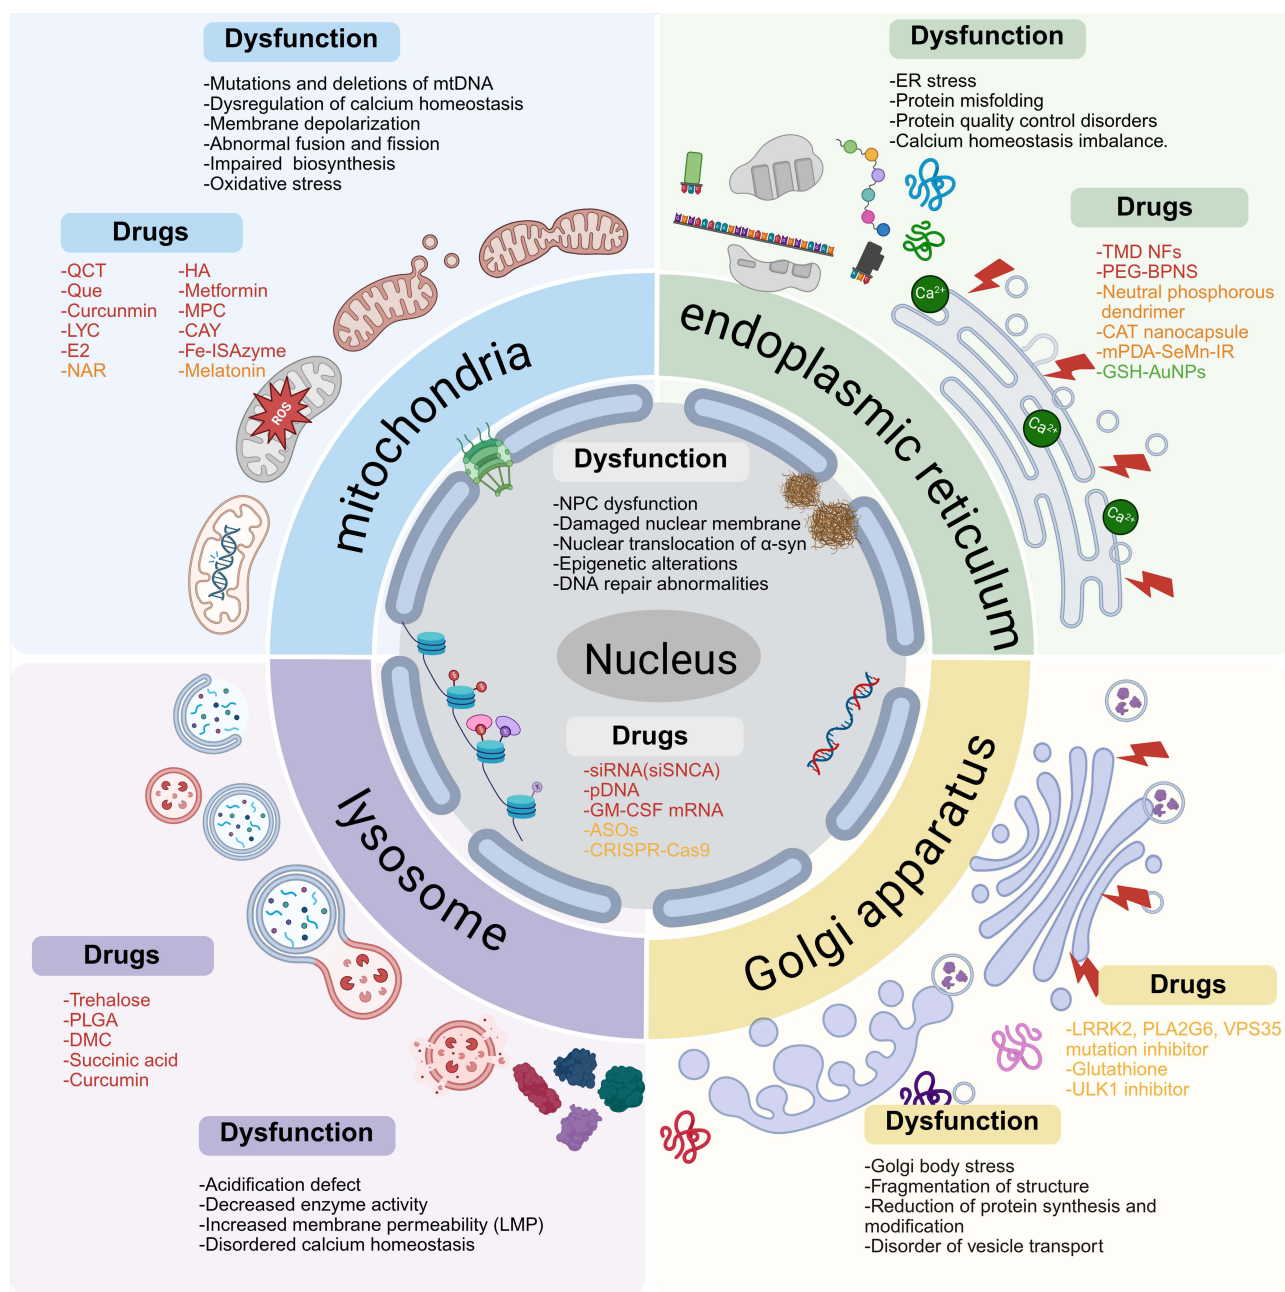 Dysfunction
-Mutations and deletions of mtDNA
-Dysregulation of calcium homeostasis
-Membrane depolarization
-Abnormal fusion and fission
-Impaired biosynthesis
-Oxidative stress
Drugs
-QCT
-Que
-Curcunmin
-LYC
-E2
-NAR
-HA
-Metformin
-MPC
-CAY
-Fe-ISAzyme
-Melatonin
ROS
mitochondria
Dysfunction
-ER stress
-Protein misfolding
-Protein quality control disorders
-Calcium homeostasis imbalance.
Drugs
-TMD NFs
-PEG-BPNS
-Neutral phosphorous
dendrimer
-CAT nanocapsule
-mPDA-SeMn-IR
-GSH-AuNPs
Ca2+
Ca2+
Ca2+
endoplasmic reticulum
Dysfunction
-NPC dysfunction
-Damaged nuclear membrane
-Nuclear translocation of α-syn
-Epigenetic alterations
-DNA repair abnormalities
Nucleus
Drugs
-siRNA(siSNCA)
-pDNA
-GM-CSF mRNA
-ASOs
-CRISPR-Cas9
lysosome
Drugs
-Trehalose
-PLGA
-DMC
-Succinic acid
-Curcumin
Dysfunction
-Acidification defect
-Decreased enzyme activity
-Increased membrane permeability (LMP)
-Disordered calcium homeostasis
Golgi apparatus
Drugs
-LRRK2, PLA2G6, VPS35
mutation inhibitor
-Glutathione
-ULK1 inhibitor
Dysfunction
-Golgi body stress
-Fragmentation of structure
-Reduction of protein synthesis and
modification
-Disorder of vesicle transport